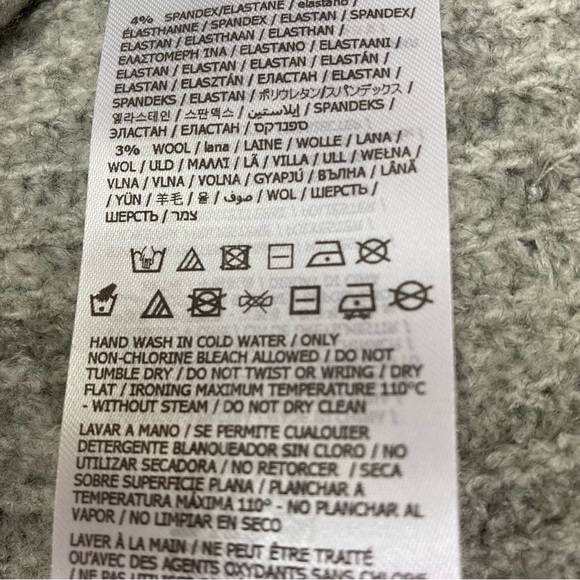 4% SPANDEX/ELASTANE / elastano /
ÉLASTHANNE / SPANDEX / ELASTAN / SPANDEX/
ELASTAN / ELASTHAAN / ELASTHAN /
ΕΛΑΣΤΟΜΕΡΗ ΊΝΑ / ELASTANO / ELASTAANI /
ELASTAN / ELASTAN / ELASTAN / ELASTÁN /
ELASTAN / ELASZTÁN / ЕЛАСТАН / ELASTAN /
SPANDEKS / ELASTAN / ポリウレタン/スパンデックス /
엘라스테인 / 스판덱스 / إيلاستين / SPANDEKS /
ЭЛАСТАН / ЕЛАСТАН / ספנדקס
3% WOOL / lana / LAINE / WOLLE / LANA /
WOL / ULD / ΜΑΛΛΊ / LÃ / VILLA / ULL / WEŁNA /
VLNA / VLNA / VOLNA / GYAPJÚ / ВЪЛНА / LÂNĂ
/ YÜN / 羊毛 / 울 / صوف / WOL / ШЕРСТЬ /
ШЕРСТЬ / צמר
HAND WASH IN COLD WATER / ONLY
NON-CHLORINE BLEACH ALLOWED / DO NOT
TUMBLE DRY / DO NOT TWIST OR WRING / DRY
FLAT / IRONING MAXIMUM TEMPERATURE 110ºC
- WITHOUT STEAM / DO NOT DRY CLEAN
LAVAR A MANO / SE PERMITE CUALQUIER
DETERGENTE BLANQUEADOR SIN CLORO / NO
UTILIZAR SECADORA / NO RETORCER / SECA
SOBRE SUPERFICIE PLANA / PLANCHAR A
TEMPERATURA MÁXIMA 110º - NO PLANCHAR AL
VAPOR / NO LIMPIAR EN SECO
LAVER À LA MAIN / NE PEUT ÊTRE TRAITÉ
QU'AVEC DES AGENTS OXYDANTS SANS CHLORE